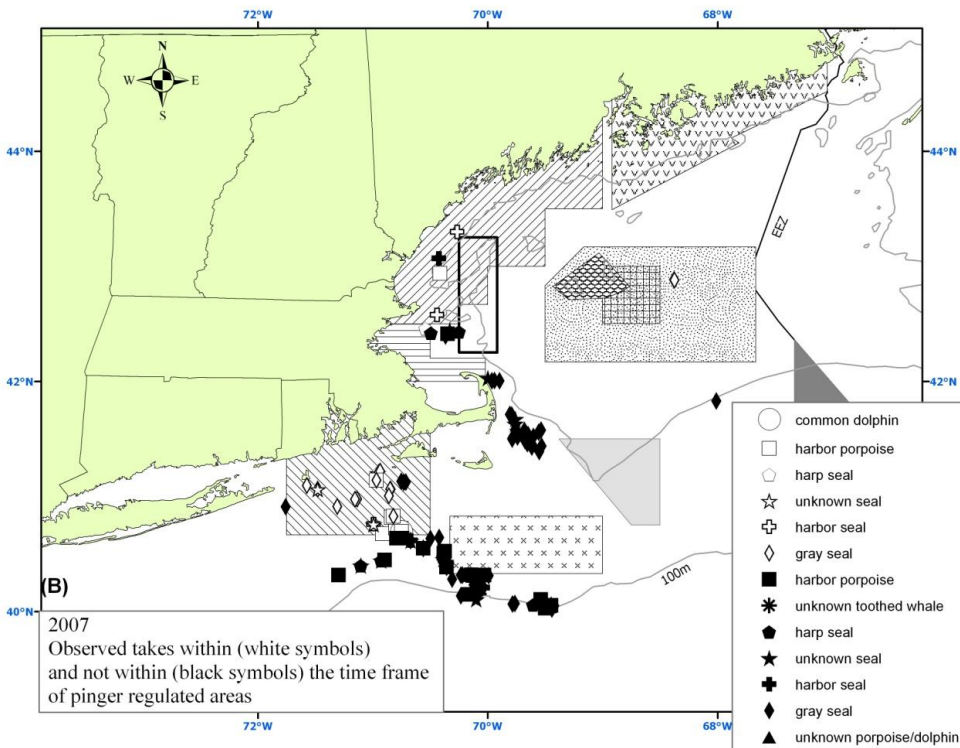 72°W 70°W 68°W
N
W E
S
44°N 44°N
EEZ
42°N 42°N
100m
(B)
40°N
2007
Observed takes within (white symbols)
and not within (black symbols) the time frame
of pinger regulated areas
common dolphin
harbor porpoise
harp seal
unknown seal
harbor seal
gray seal
harbor porpoise
unknown toothed whale
harp seal
unknown seal
harbor seal
gray seal
unknown porpoise/dolphin
72°W 70°W 68°W